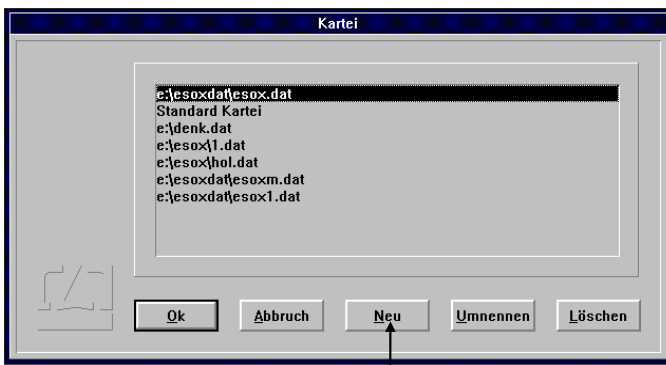 Kartei
e:\esoxdat\esox.dat
Standard Kartei
e:\denk.dat
e:\esox\1.dat
e:\esox\hol.dat
e:\esoxdat\esoxm.dat
e:\esoxdat\esox1.dat
Ok Abbruch Neu Umnennen Löschen